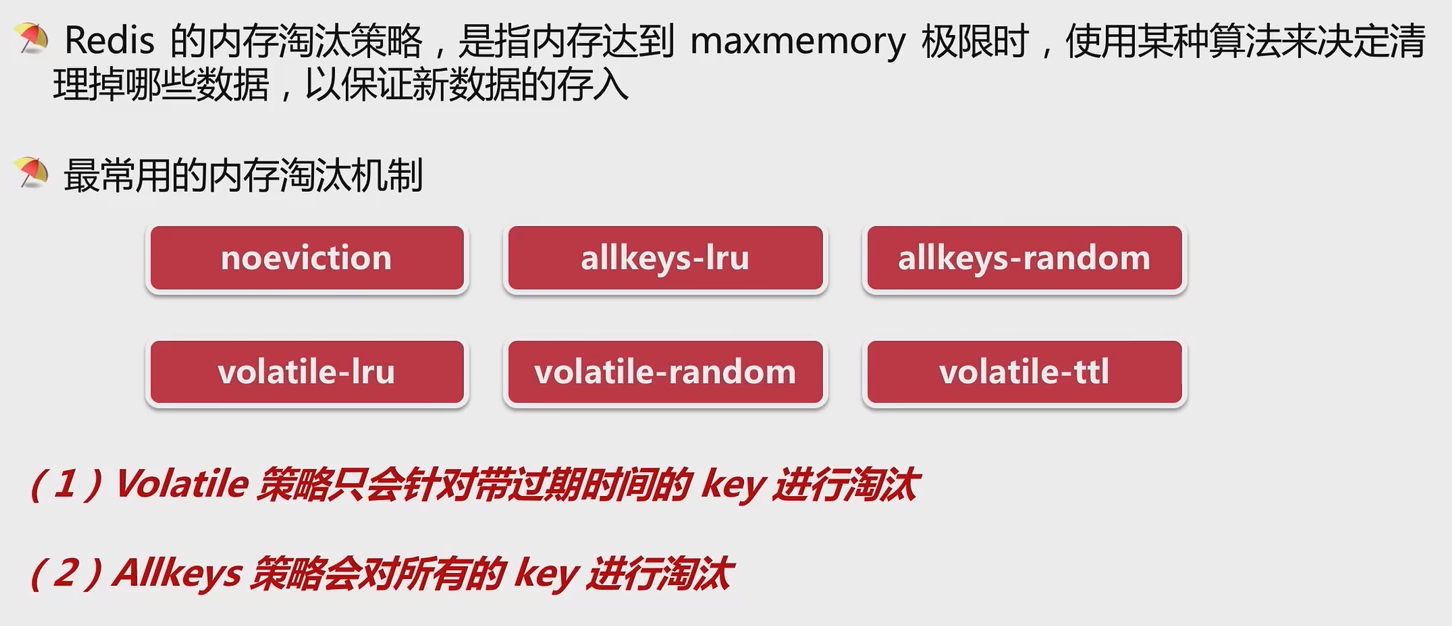 Redis 的内存淘汰策略，是指内存达到 maxmemory 极限时，使用某种算法来决定清
理掉哪些数据，以保证新数据的存入
最常用的内存淘汰机制
noeviction
allkeys-lru
allkeys-random
volatile-lru
volatile-random
volatile-ttl
（1）Volatile 策略只会针对带过期时间的 key 进行淘汰
（2）Allkeys 策略会对所有的 key 进行淘汰